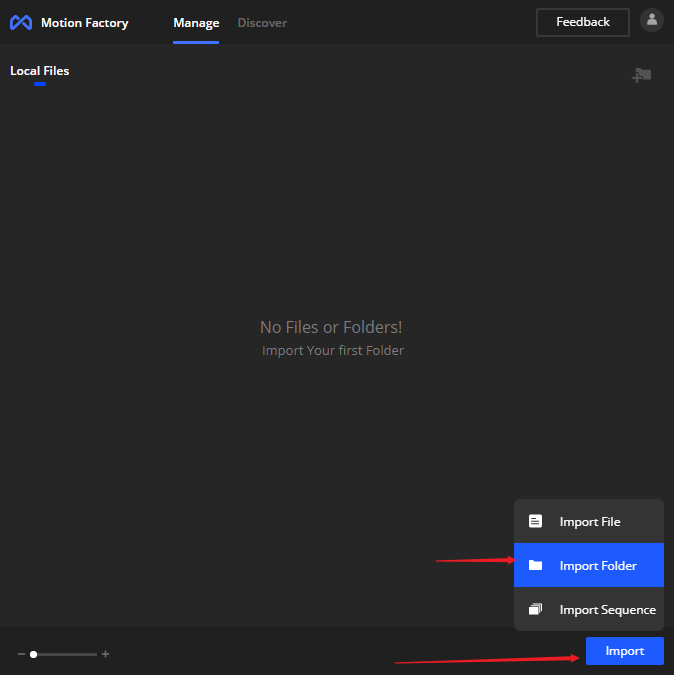 Motion Factory Manage Discover Feedback
Local Files
No Files or Folders!
Import Your first Folder
Import File
Import Folder
Import Sequence
Import